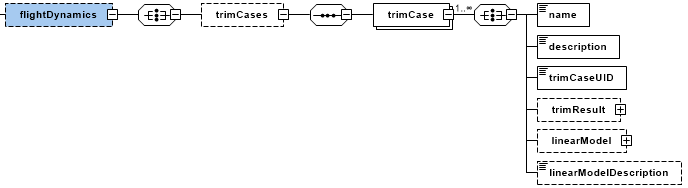 flightDynamics
trimCases
trimCase
1..∞
name
description
trimCaseUID
trimResult
linearModel
linearModelDescription